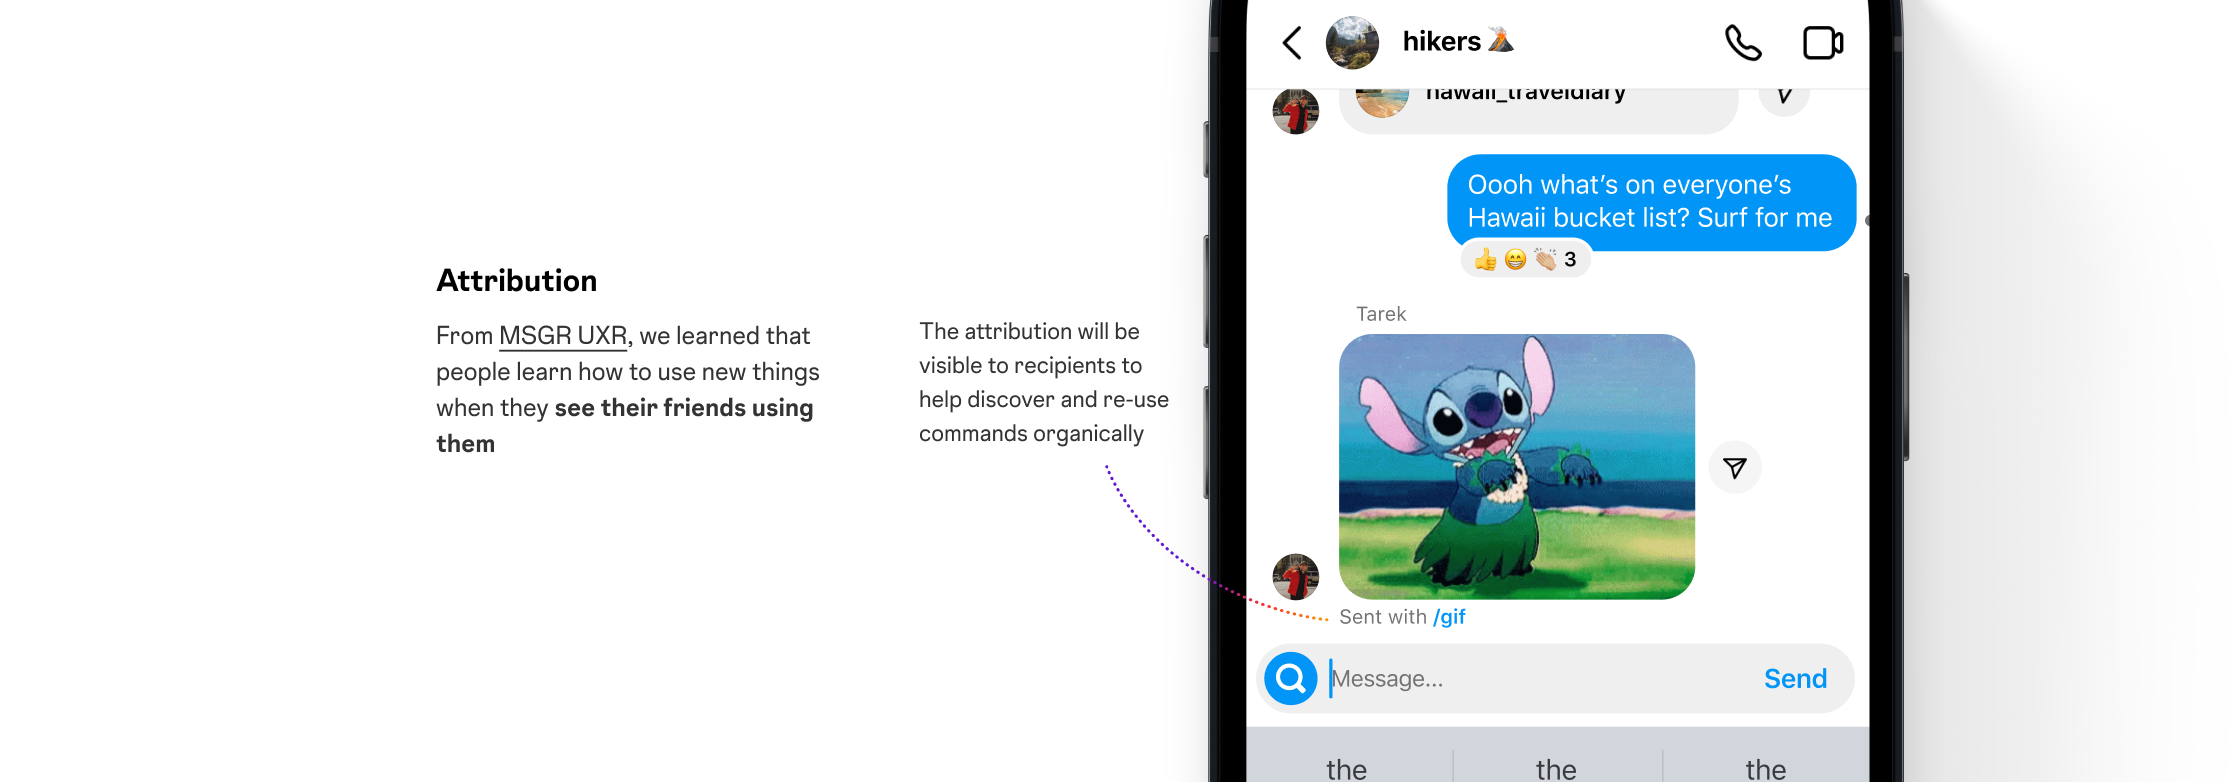 Attribution
From MSGR UXR, we learned that
people learn how to use new things
when they see their friends using
them
The attribution will be
visible to recipients to
help discover and re-use
commands organically
hikers🌋
hawaii_traveldiary
Oooh what’s on everyone’s
Hawaii bucket list? Surf for me
👍😁👏🏼 3
Tarek
Sent with /gif
Message...
Send
the
the
the